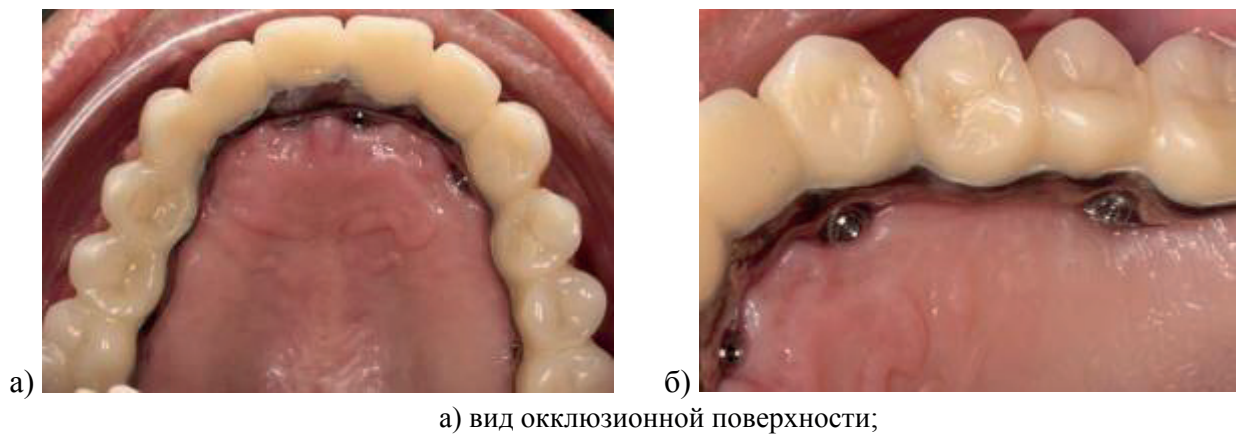 а) б)
а) вид окклюзионной поверхности;